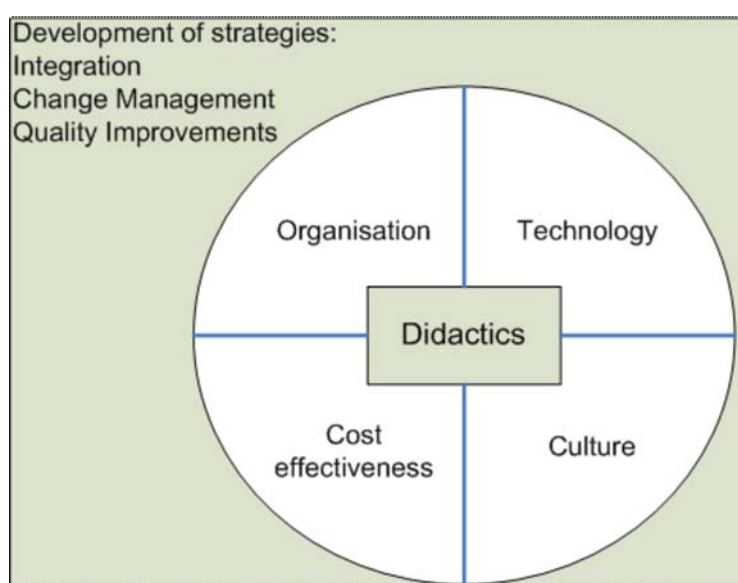 Development of strategies:
Integration
Change Management
Quality Improvements
Organisation
Technology
Didactics
Cost
effectiveness
Culture